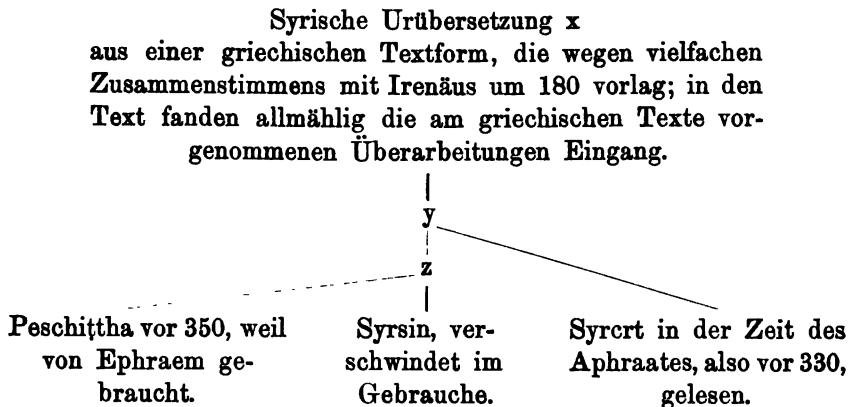 Syrische Urübersetzung x
aus einer griechischen Textform, die wegen vielfachen
Zusammenstimmens mit Irenäus um 180 vorlag; in den
Text fanden allmählig die am griechischen Texte vor-
genommenen Überarbeitungen Eingang.
y
z
Peschiṭtha vor 350, weil
von Ephraem ge-
braucht.
Syrsin, ver-
schwindet im
Gebrauche.
Syrcrt in der Zeit des
Aphraates, also vor 330,
gelesen.